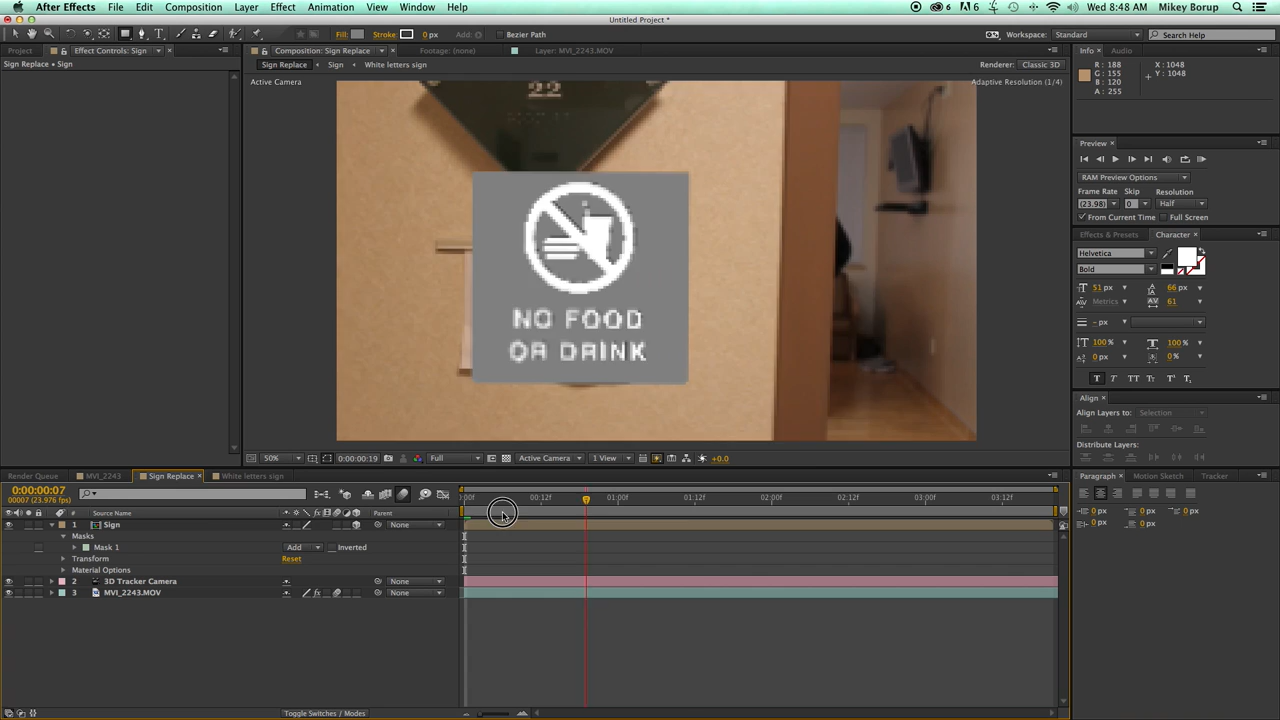 After Effects File Edit Composition Layer Effect Animation View Window Help 6 6 Wed 8:48 AM Mikey Borup
Untitled Project *
Fill: Stroke: 0 px Add: Bezier Path Workspace: Standard Search Help
Project Effect Controls: Sign Composition: Sign Replace Footage: (none) Layer: MVI_2243.MOV Info Audio
Sign Replace • Sign Sign Replace Sign White letters sign Renderer: Classic 3D
Active Camera Adaptive Resolution (1/4)
R : 188
G : 155
B : 120
A : 255
X : 1048
Y : 1048
22
NO FOOD
OR DRINK
Preview
RAM Preview Options
Frame Rate Skip Resolution
(23.98) 0 Half
From Current Time Full Screen
Effects & Presets Character
Helvetica
Bold
51 px 66 px
Metrics 61
- px
100 % 100 %
0 px 0 %
T T TT Tt
Align
Align Layers to: Selection
Distribute Layers:
50% 0:00:00:19 Full Active Camera 1 View +0.0
Render Queue MVI_2243 Sign Replace White letters sign
0:00:00:07
00007 (23.976 fps)
:00f 00:12f 01:00f 01:12f 02:00f 02:12f 03:00f 03:12f
# Source Name Parent
1 Sign None
Masks
Mask 1 Add Inverted
Transform Reset
Material Options
2 3D Tracker Camera None
3 MVI_2243.MOV None
Toggle Switches / Modes
Paragraph Motion Sketch Tracker
0 px 0 px 0 px
0 px 0 px